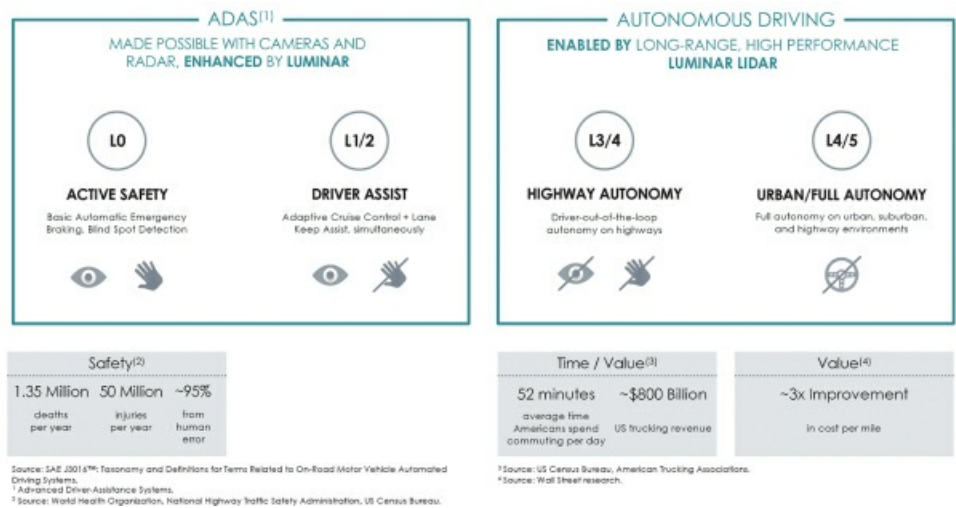 ADAS(1)
MADE POSSIBLE WITH CAMERAS AND
RADAR, ENHANCED BY LUMINAR
L0
ACTIVE SAFETY
Basic Automatic Emergency
Braking, Blind Spot Detection
L1/2
DRIVER ASSIST
Adaptive Cruise Control + Lane
Keep Assist, simultaneously
AUTONOMOUS DRIVING
ENABLED BY LONG-RANGE, HIGH PERFORMANCE
LUMINAR LIDAR
L3/4
HIGHWAY AUTONOMY
Driver-out-of-the-loop
autonomy on highways
L4/5
URBAN/FULL AUTONOMY
Full autonomy on urban, suburban,
and highway environments
Safety(2)
1.35 Million
deaths
per year
50 Million
injuries
per year
~95%
from
human
error
Time / Value(3)
52 minutes
average time
Americans spend
commuting per day
~$800 Billion
US trucking revenue
Value(4)
~3x Improvement
in cost per mile
Source: SAE J3016™: Taxonomy and Definitions for Terms Related to On-Road Motor Vehicle Automated
Driving Systems.
1 Advanced Driver-Assistance Systems.
2 Source: World Health Organization, National Highway Traffic Safety Administration, US Census Bureau.
3 Source: US Census Bureau, American Trucking Associations.
4 Source: Wall Street research.